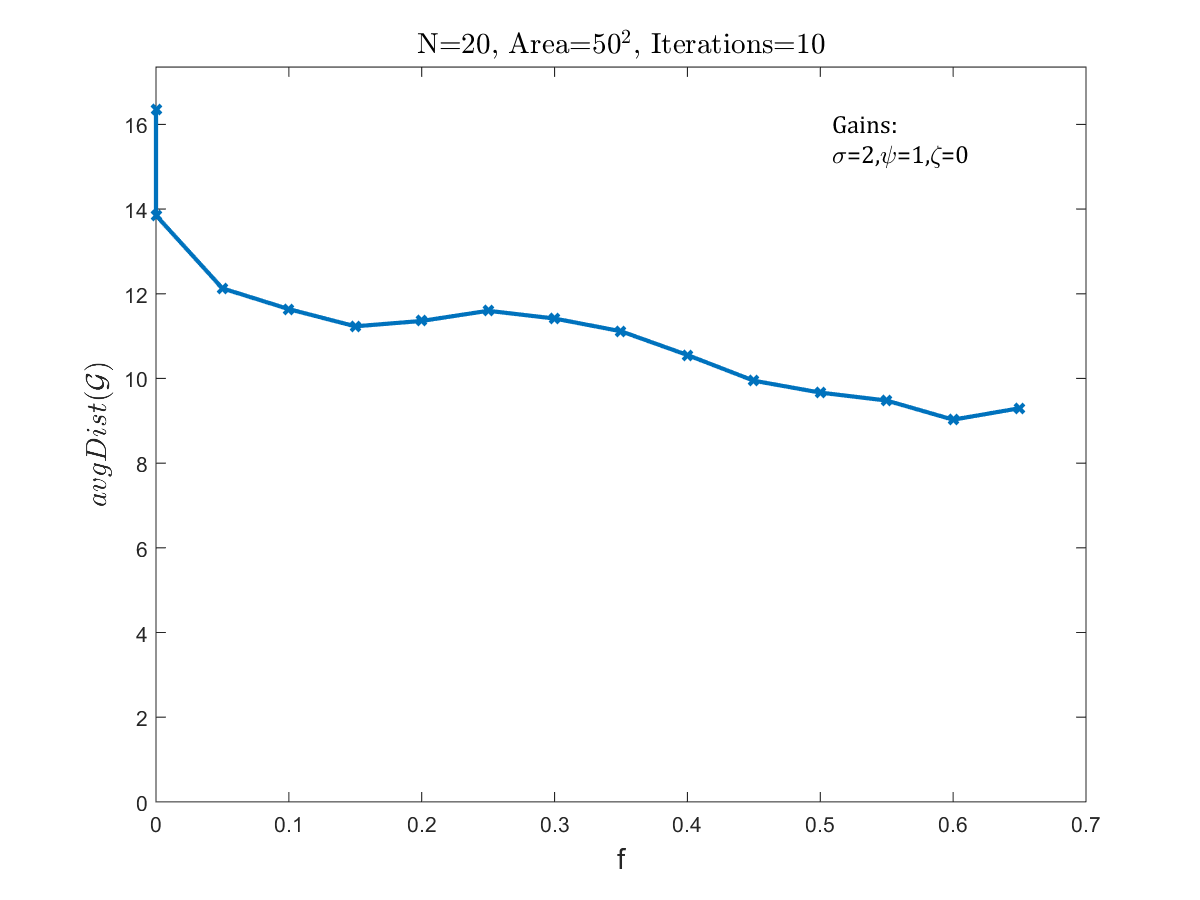 N=20, Area=50², Iterations=10
Gains:
σ=2,ψ=1,ζ=0
16
14
12
10
8
6
4
2
0
avgDist(𝒢)
0 0.1 0.2 0.3 0.4 0.5 0.6 0.7
f